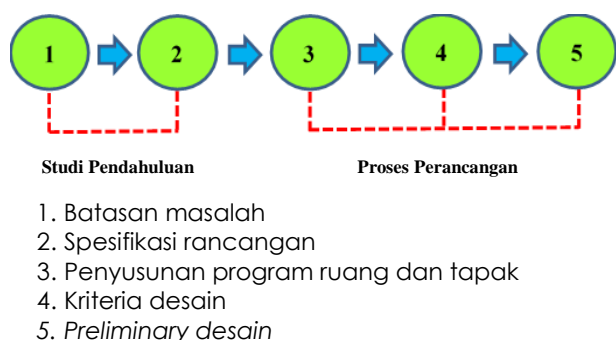 1 2 3 4 5
Studi Pendahuluan Proses Perancangan
1. Batasan masalah
2. Spesifikasi rancangan
3. Penyusunan program ruang dan tapak
4. Kriteria desain
5. Preliminary desain